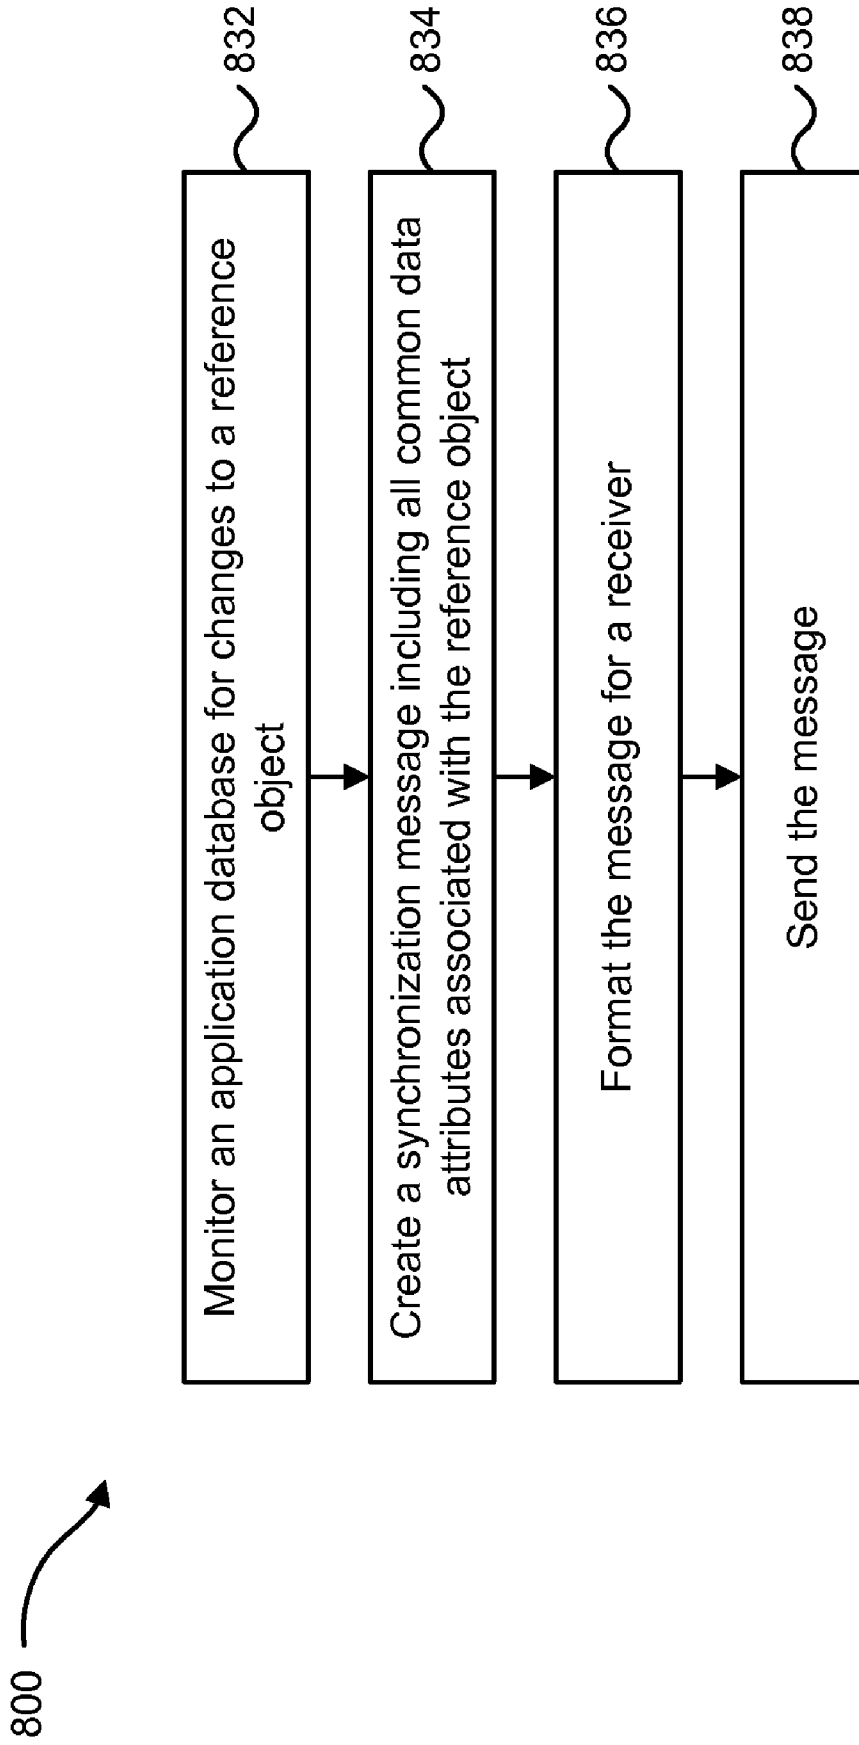 800
Monitor an application database for changes to a reference
object
832
Create a synchronization message including all common data
attributes associated with the reference object
834
Format the message for a receiver
836
Send the message
838